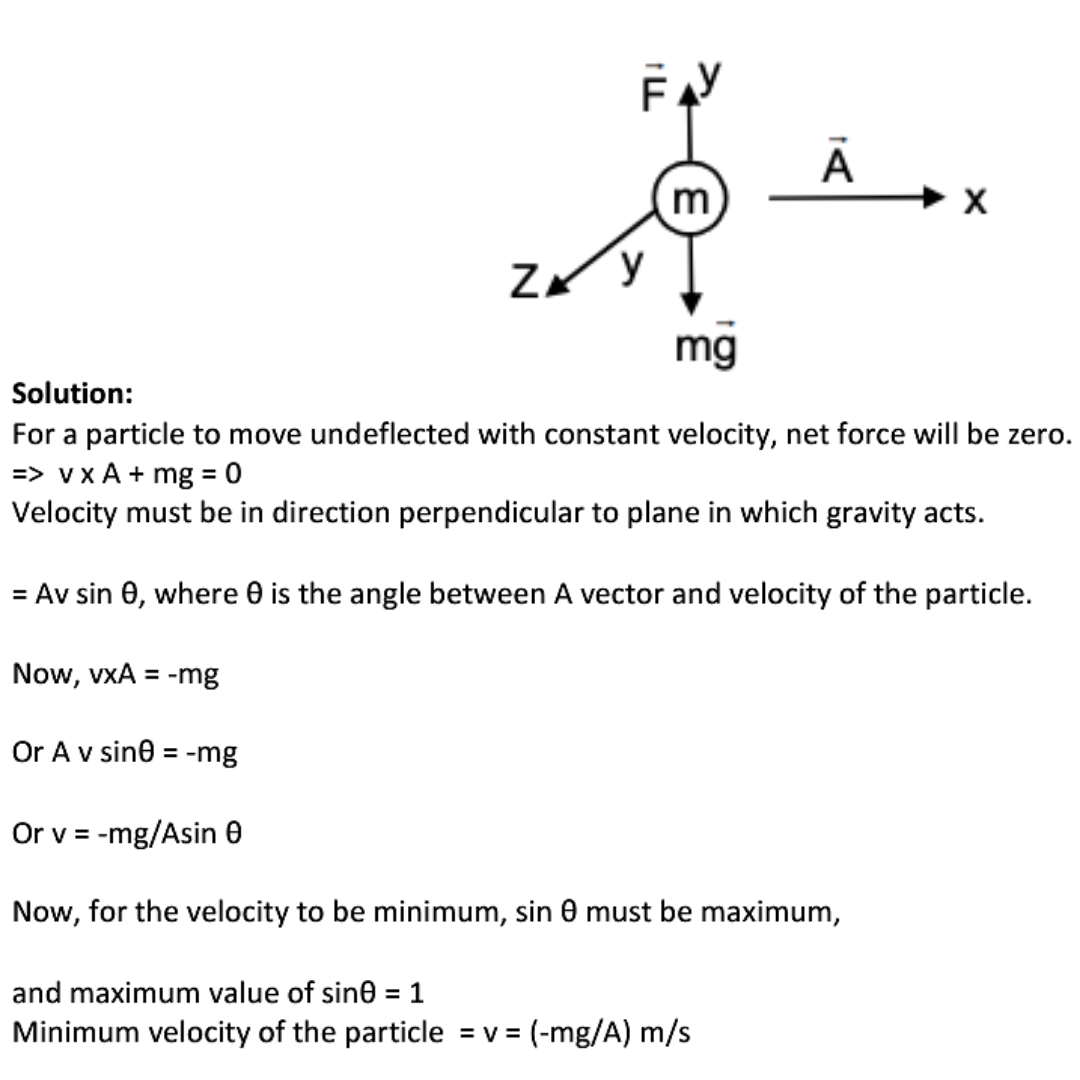 F⃗ y
A⃗
m
x
Z
y
mg⃗
Solution:
For a particle to move undeflected with constant velocity, net force will be zero.
=> v x A + mg = 0
Velocity must be in direction perpendicular to plane in which gravity acts.
= Av sin θ, where θ is the angle between A vector and velocity of the particle.
Now, vxA = -mg
Or A v sinθ = -mg
Or v = -mg/Asin θ
Now, for the velocity to be minimum, sin θ must be maximum,
and maximum value of sinθ = 1
Minimum velocity of the particle = v = (-mg/A) m/s